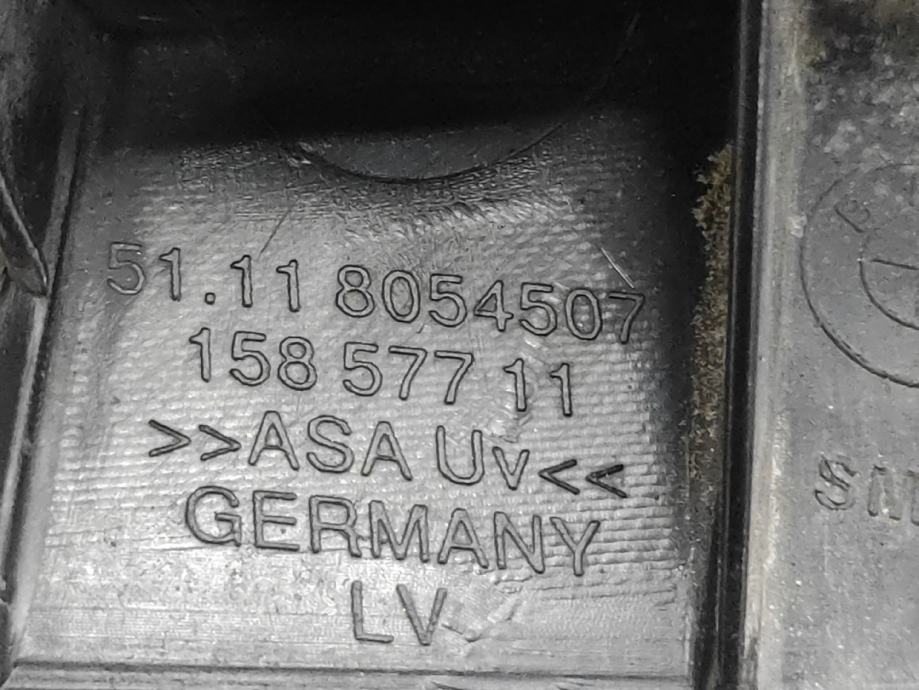 51.11 8054507
158 577 11
>>ASA Uv<<
GERMANY
LV